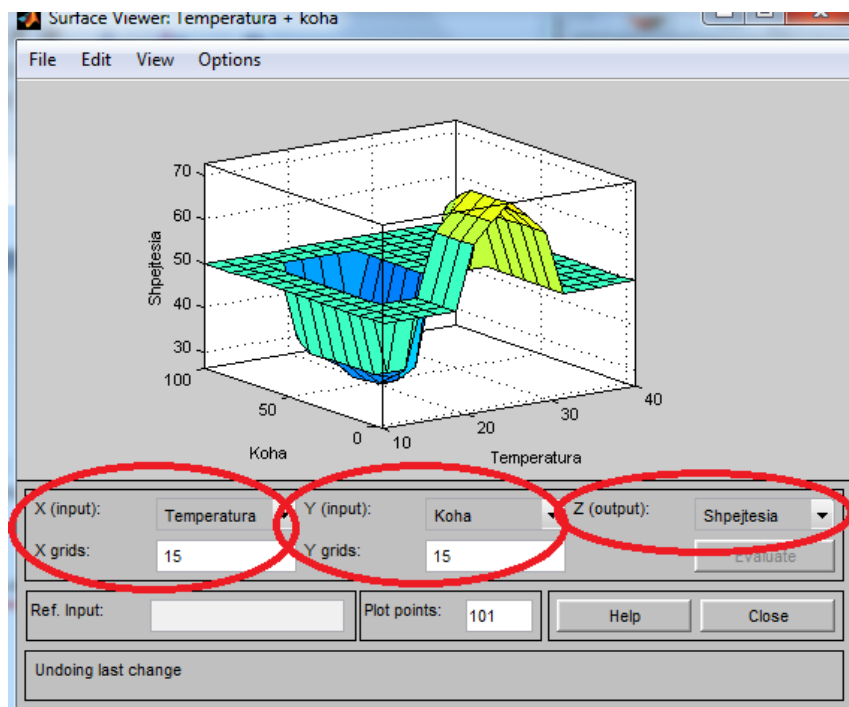 Surface Viewer: Temperatura + koha
File Edit View Options
70
60
50
40
30
Shpejtesia
100
50
0
Koha
10
20
30
40
Temperatura
X (input): Temperatura Y (input): Koha Z (output): Shpejtesia
X grids: 15 Y grids: 15 Evaluate
Ref. Input: Plot points: 101 Help Close
Undoing last change